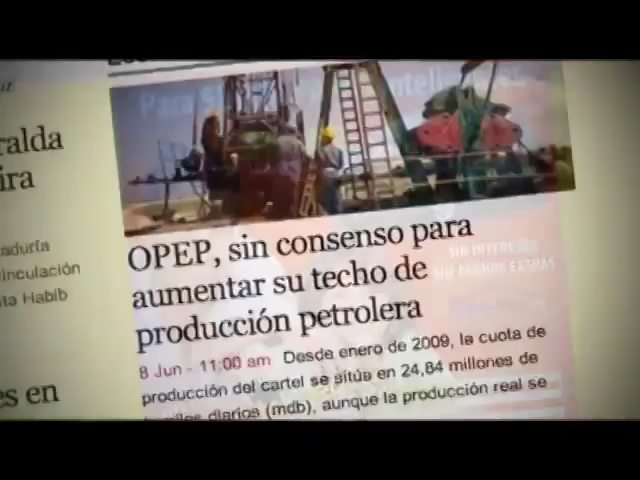 ralda
ira
aduría
inculación
ta Habib
es en
OPEP, sin consenso para
aumentar su techo de
producción petrolera
8 Jun - 11:00 am Desde enero de 2009, la cuota de
producción del cartel se sitúa en 24,84 millones de
diarios (mdb), aunque la producción real se